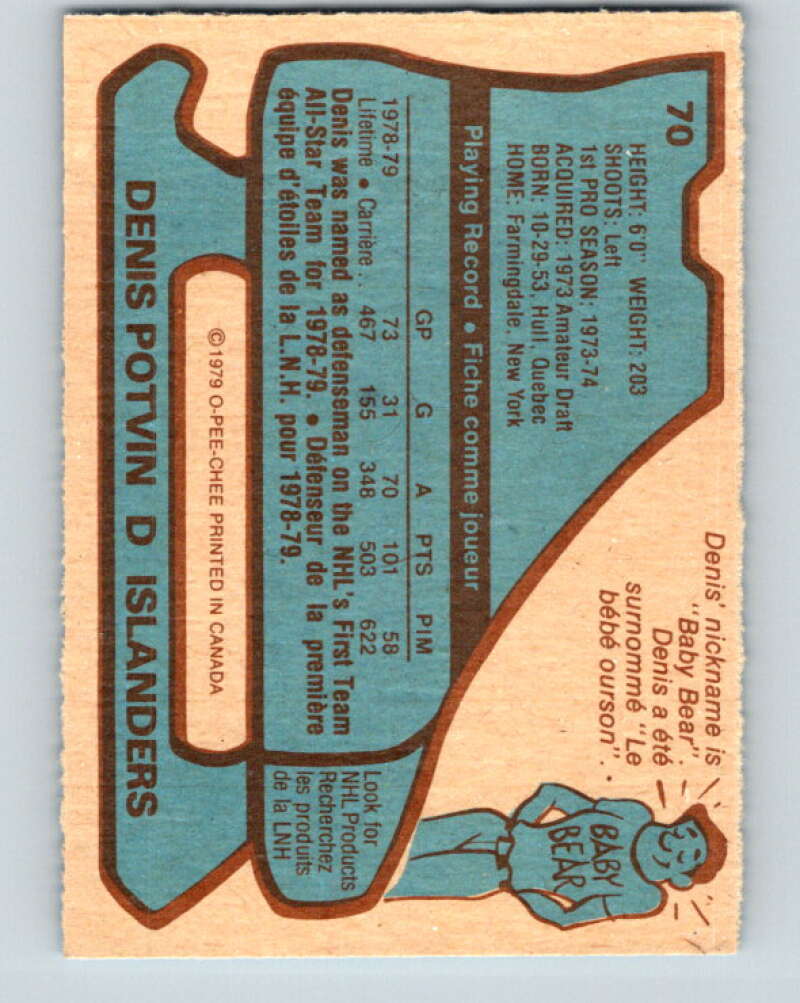 70
HEIGHT: 6'0" WEIGHT: 203
SHOOTS: Left
1st PRO SEASON: 1973-74
ACQUIRED: 1973 Amateur Draft
BORN: 10-29-53, Hull, Quebec
HOME: Farmingdale, New York
Denis' nickname is
"Baby Bear".
Denis a été
surnommé "Le
bébé ourson".
BABY
BEAR
Playing Record • Fiche comme joueur
GP G A PTS PIM
1978-79 73 31 70 101 58
Lifetime • Carrière . . 467 155 348 503 622
Denis was named as defenseman on the NHL's First Team
All-Star Team for 1978-79. • Défenseur de la première
équipe d'étoiles de la L.N.H. pour 1978-79.
Look for
NHL Products
Recherchez
les produits
de la LNH
©1979 O-PEE-CHEE PRINTED IN CANADA
DENIS POTVIN D ISLANDERS